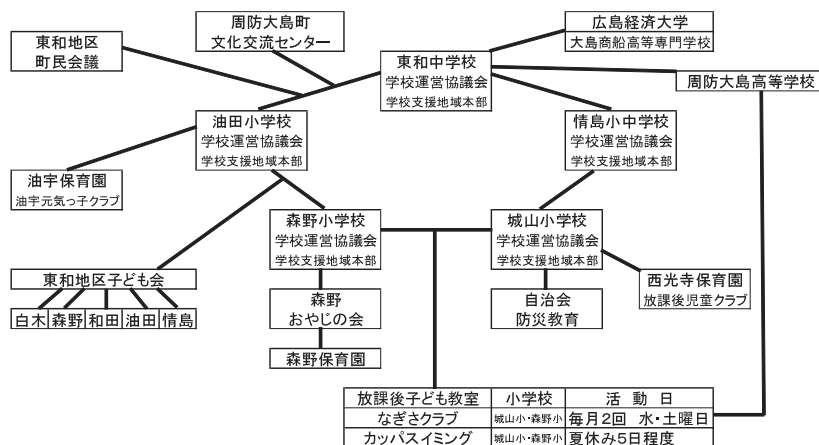 東和地区
町民会議
周防大島町
文化交流センター
東和中学校
学校運営協議会
学校支援地域本部
広島経済大学
大島商船高等専門学校
周防大島高等学校
油田小学校
学校運営協議会
学校支援地域本部
情島小中学校
学校運営協議会
学校支援地域本部
油宇保育園
油宇元気っ子クラブ
森野小学校
学校運営協議会
学校支援地域本部
城山小学校
学校運営協議会
学校支援地域本部
東和地区子ども会
白木 森野 和田 油田 情島
森野
おやじの会
森野保育園
自治会
防災教育
西光寺保育園
放課後児童クラブ
放課後子ども教室 小学校 活動日
なぎさクラブ 城山小・森野小 毎月2回 水・土曜日
カッパスイミング 城山小・森野小 夏休み5日程度